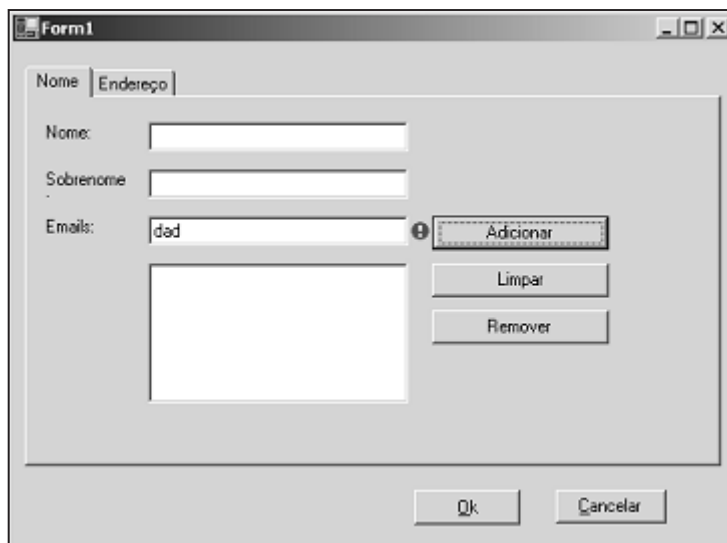 Form1
Nome Endereço
Nome:
Sobrenome
:
Emails: dad Adicionar
Limpar
Remover
Ok Cancelar